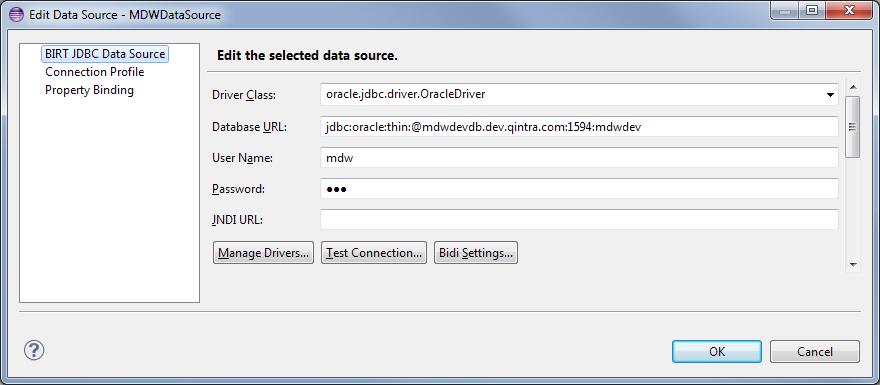 Edit Data Source - MDWDataSource
BIRT JDBC Data Source
Connection Profile
Property Binding
Edit the selected data source.
Driver Class: oracle.jdbc.driver.OracleDriver
Database URL: jdbc:oracle:thin:@mdwdevdb.dev.qintra.com:1594:mdwdev
User Name: mdw
Password: ●●●
JNDI URL:
Manage Drivers... Test Connection... Bidi Settings...
? OK Cancel